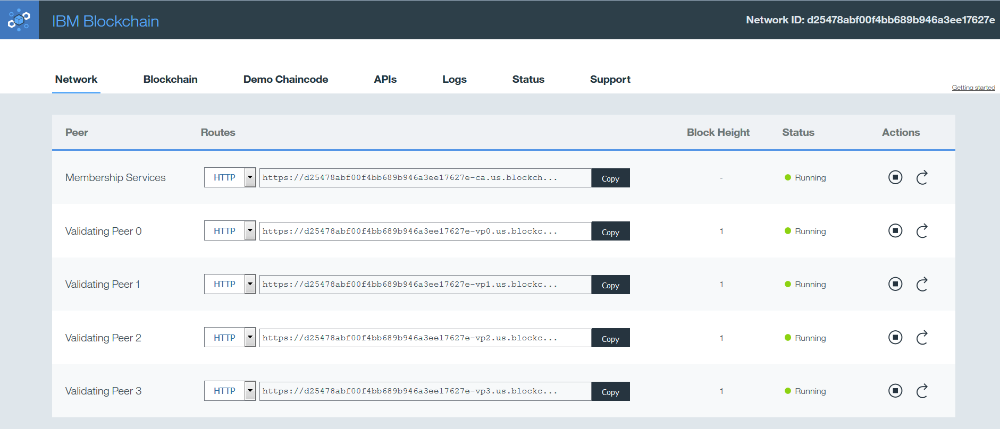 IBM Blockchain
Network ID: d25478abf00f4bb689b946a3ee17627e
Network Blockchain Demo Chaincode APIs Logs Status Support
Getting started
Peer Routes Block Height Status Actions
Membership Services HTTP https://d25478abf00f4bb689b946a3ee17627e-ca.us.blockch... Copy - Running
Validating Peer 0 HTTP https://d25478abf00f4bb689b946a3ee17627e-vp0.us.blockc... Copy 1 Running
Validating Peer 1 HTTP https://d25478abf00f4bb689b946a3ee17627e-vp1.us.blockc... Copy 1 Running
Validating Peer 2 HTTP https://d25478abf00f4bb689b946a3ee17627e-vp2.us.blockc... Copy 1 Running
Validating Peer 3 HTTP https://d25478abf00f4bb689b946a3ee17627e-vp3.us.blockc... Copy 1 Running